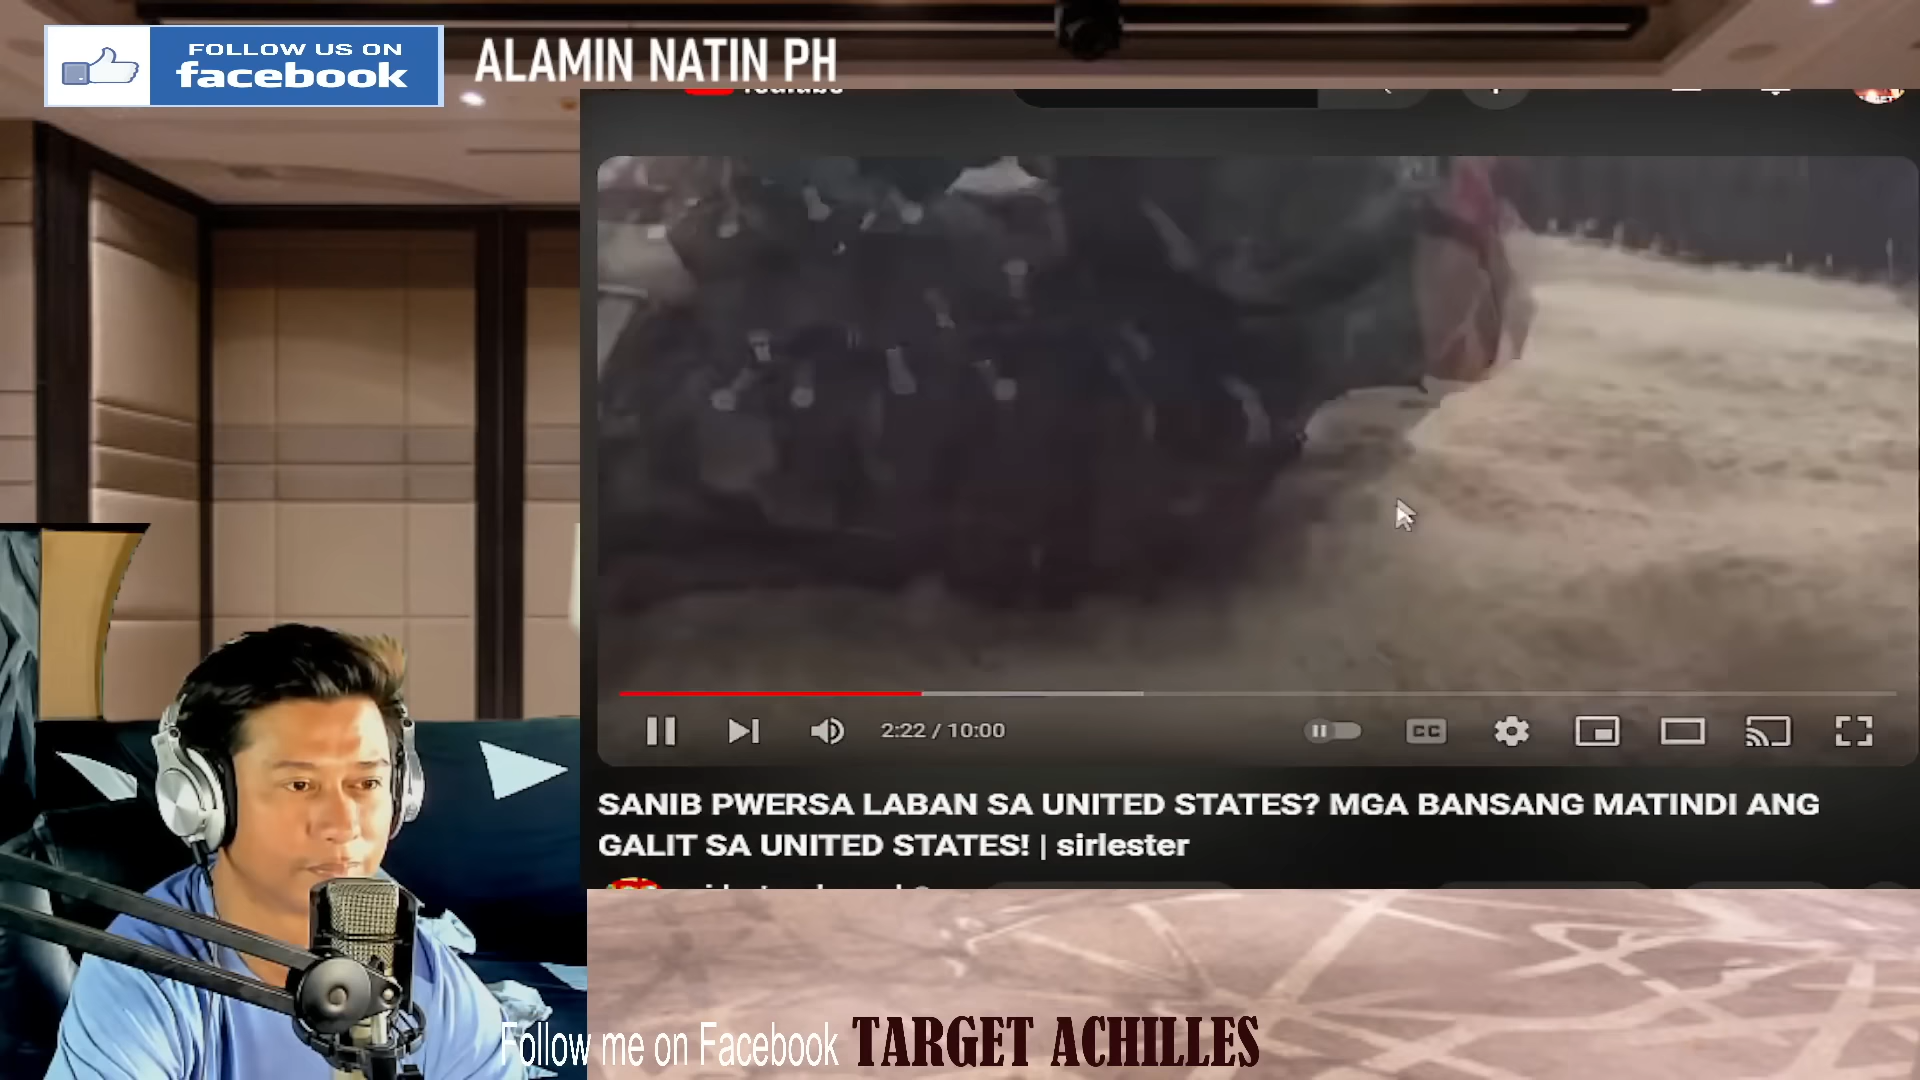 FOLLOW US ON
facebook
ALAMIN NATIN PH
YouTube
2:22 / 10:00
CC
SANIB PWERSA LABAN SA UNITED STATES? MGA BANSANG MATINDI ANG
GALIT SA UNITED STATES! | sirlester
Follow me on Facebook TARGET ACHILLES